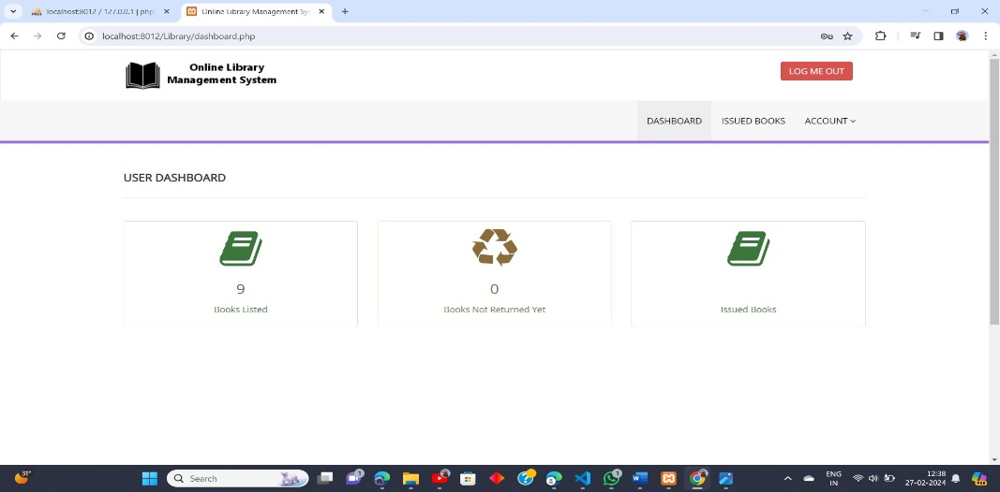 localhost:8012 / 127.0.0.1 | php
Online Library Management Sys
localhost:8012/Library/dashboard.php
Online Library
Management System
LOG ME OUT
DASHBOARD
ISSUED BOOKS
ACCOUNT
USER DASHBOARD
9
Books Listed
0
Books Not Returned Yet
Issued Books
31°
Search
ENG
IN
12:38
27-02-2024